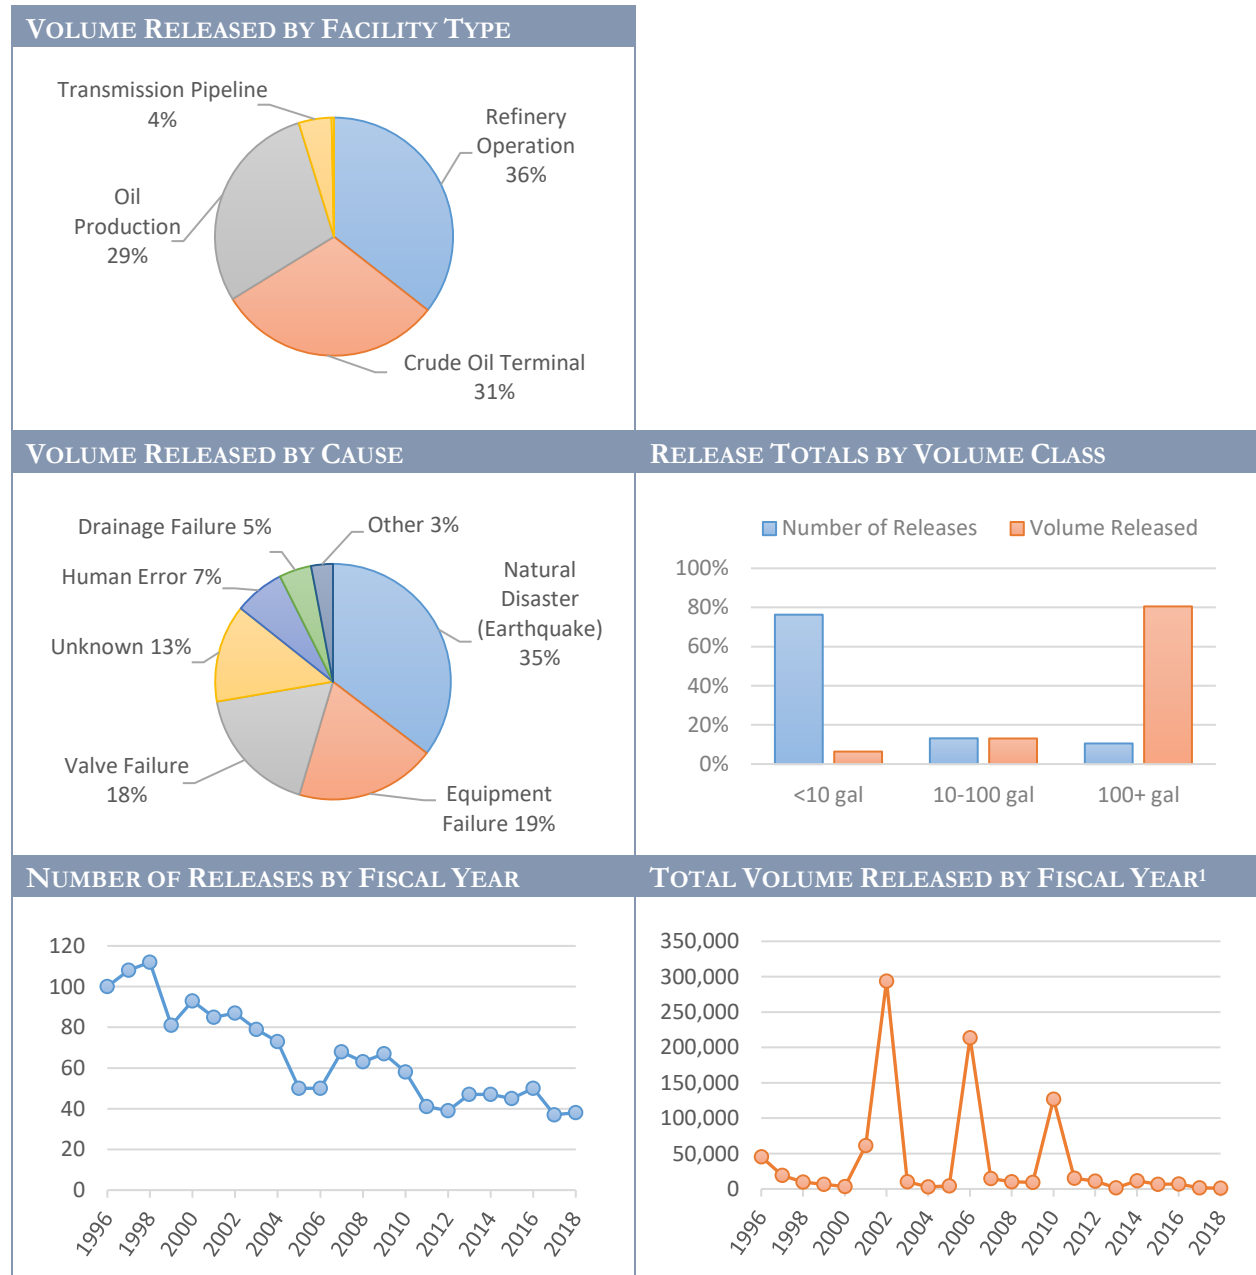 VOLUME RELEASED BY FACILITY TYPE
Transmission Pipeline
4%
Refinery
Operation
36%
Oil
Production
29%
Crude Oil Terminal
31%
VOLUME RELEASED BY CAUSE
Drainage Failure 5%
Other 3%
Human Error 7%
Natural
Disaster
(Earthquake)
35%
Unknown 13%
Valve Failure
18%
Equipment
Failure 19%
RELEASE TOTALS BY VOLUME CLASS
Number of Releases
Volume Released
100%
80%
60%
40%
20%
0%
<10 gal
10-100 gal
100+ gal
NUMBER OF RELEASES BY FISCAL YEAR
120
100
80
60
40
20
0
1996
1998
2000
2002
2004
2006
2008
2010
2012
2014
2016
2018
TOTAL VOLUME RELEASED BY FISCAL YEAR¹
350,000
300,000
250,000
200,000
150,000
100,000
50,000
0
1996
1998
2000
2002
2004
2006
2008
2010
2012
2014
2016
2018